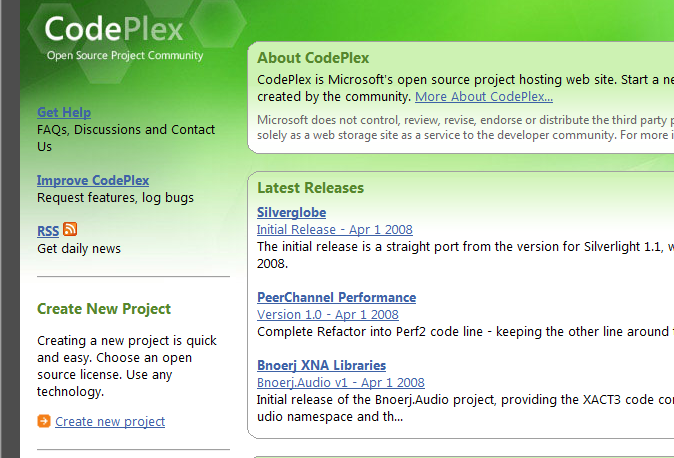 CodePlex
Open Source Project Community
Get Help
FAQs, Discussions and Contact
Us
Improve CodePlex
Request features, log bugs
RSS
Get daily news
Create New Project
Creating a new project is quick
and easy. Choose an open
source license. Use any
technology.
Create new project
About CodePlex
CodePlex is Microsoft's open source project hosting web site. Start a
created by the community. More About CodePlex...
Microsoft does not control, review, revise, endorse or distribute the third party
solely as a web storage site as a service to the developer community. For more
Latest Releases
Silverglobe
Initial Release - Apr 1 2008
The initial release is a straight port from the version for Silverlight 1.1,
2008.
PeerChannel Performance
Version 1.0 - Apr 1 2008
Complete Refactor into Perf2 code line - keeping the other line around
Bnoerj XNA Libraries
Bnoerj.Audio v1 - Apr 1 2008
Initial release of the Bnoerj.Audio project, providing the XACT3 code
udio namespace and th...